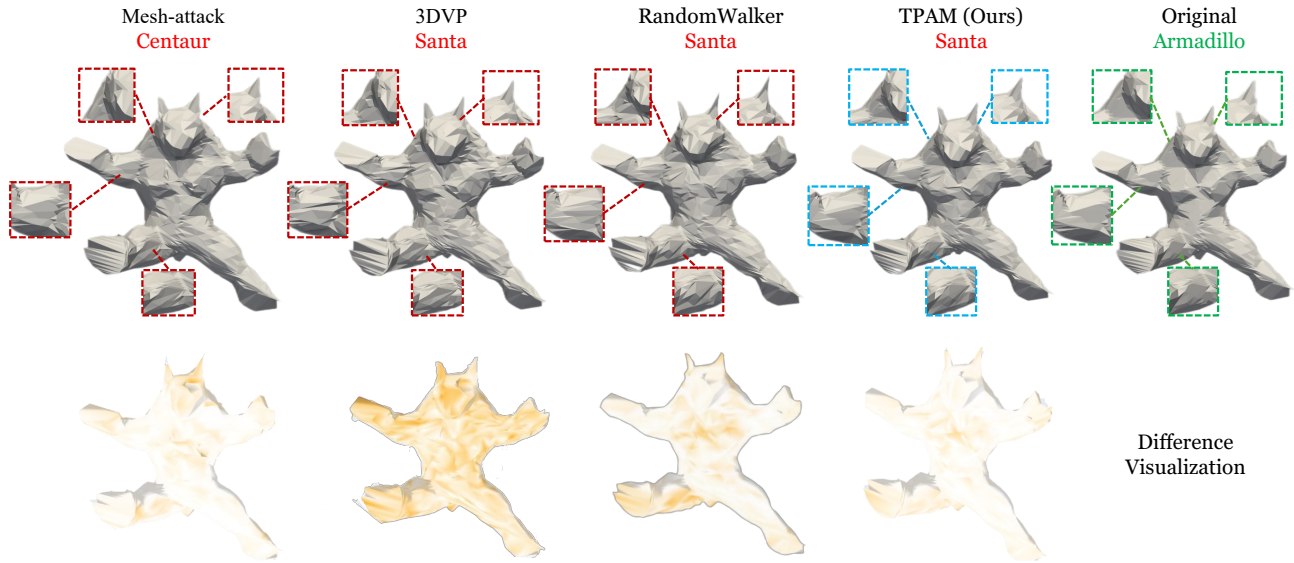 Mesh-attack
Centaur
3DVP
Santa
RandomWalker
Santa
TPAM (Ours)
Santa
Original
Armadillo
Difference
Visualization